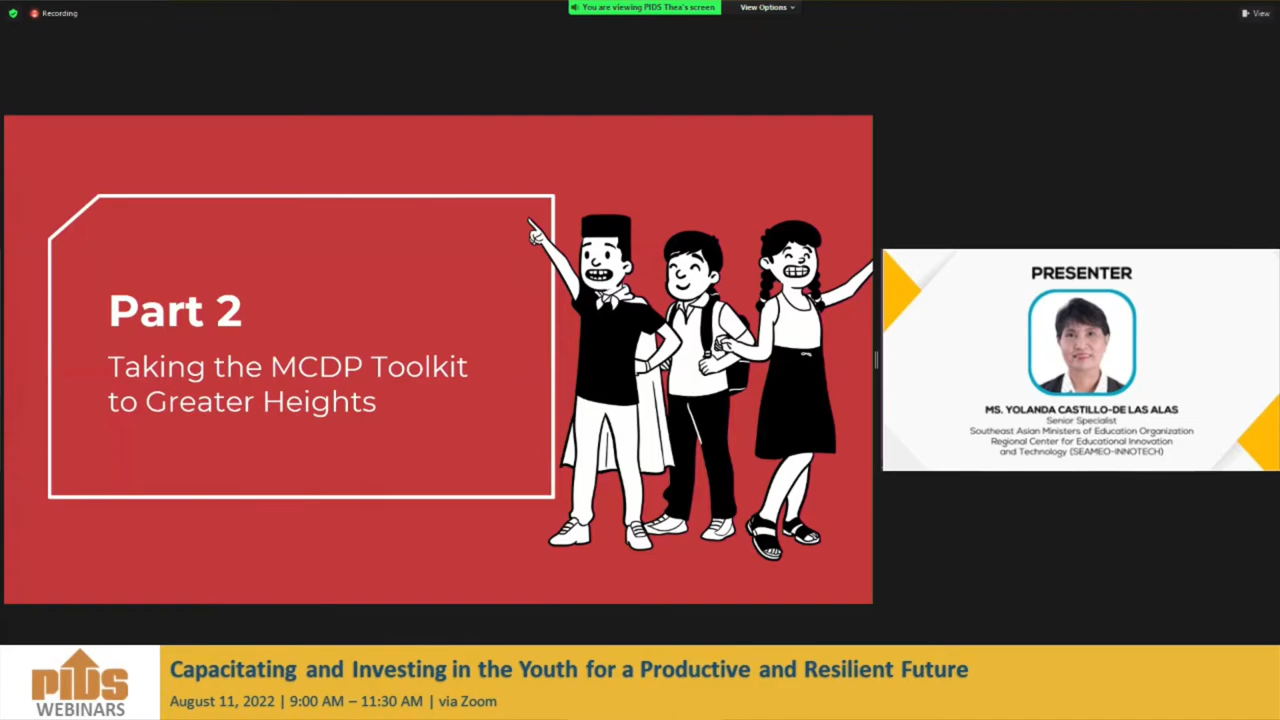 Recording
You are viewing PIDS Thea's screen
View Options
View
Part 2
Taking the MCDP Toolkit
to Greater Heights
PRESENTER
MS. YOLANDA CASTILLO-DE LAS ALAS
Senior Specialist
Southeast Asian Ministers of Education Organization
Regional Center for Educational Innovation
and Technology (SEAMEO-INNOTECH)
PIDS
WEBINARS
Capacitating and Investing in the Youth for a Productive and Resilient Future
August 11, 2022 | 9:00 AM – 11:30 AM | via Zoom